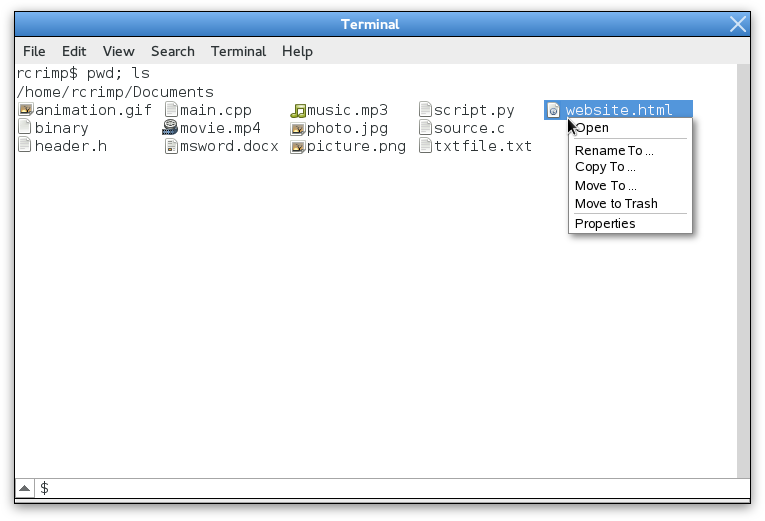 Terminal
File Edit View Search Terminal Help
rcrimp$ pwd; ls
/home/rcrimp/Documents
animation.gif main.cpp music.mp3 script.py website.html
binary movie.mp4 photo.jpg source.c
header.h msword.docx picture.png txtfile.txt
Open
Rename To ...
Copy To ...
Move To ...
Move to Trash
Properties
$